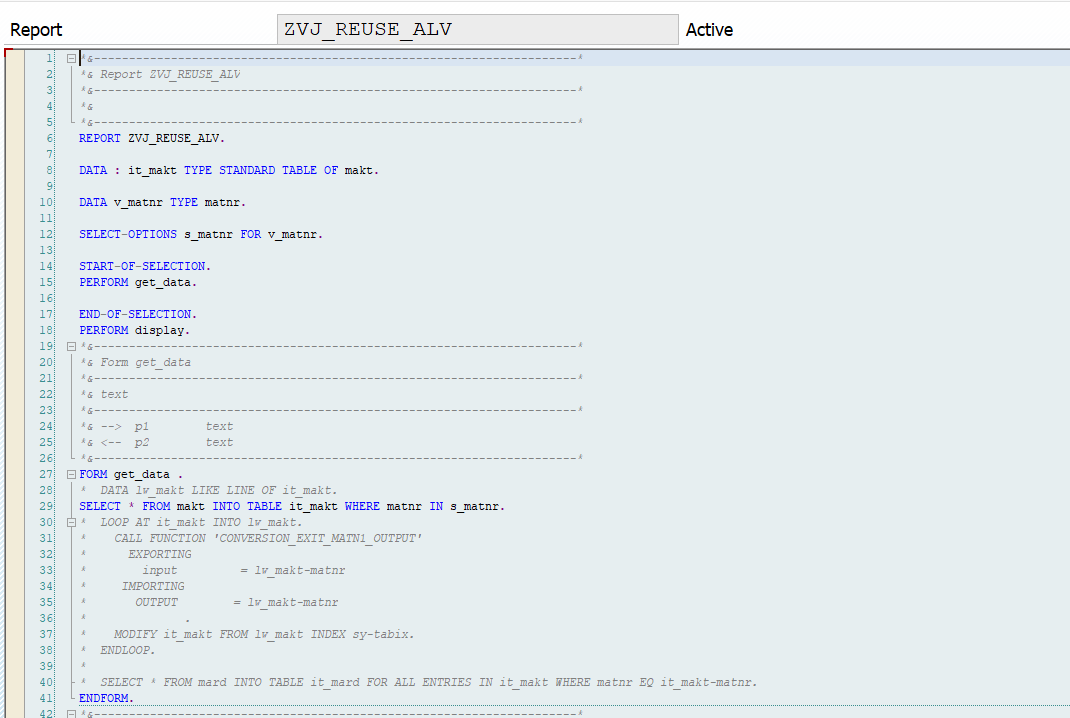 Report ZVJ_REUSE_ALV Active
1 *&---------------------------------------------------------------------*
2 *& Report ZVJ_REUSE_ALV
3 *&---------------------------------------------------------------------*
4 *&
5 *&---------------------------------------------------------------------*
6 REPORT ZVJ_REUSE_ALV.
7
8 DATA : it_makt TYPE STANDARD TABLE OF makt.
9
10 DATA v_matnr TYPE matnr.
11
12 SELECT-OPTIONS s_matnr FOR v_matnr.
13
14 START-OF-SELECTION.
15 PERFORM get_data.
16
17 END-OF-SELECTION.
18 PERFORM display.
19 *&---------------------------------------------------------------------*
20 *& Form get_data
21 *&---------------------------------------------------------------------*
22 *& text
23 *&---------------------------------------------------------------------*
24 *& --> p1 text
25 *& <-- p2 text
26 *&---------------------------------------------------------------------*
27 FORM get_data .
28 * DATA lw_makt LIKE LINE OF it_makt.
29 SELECT * FROM makt INTO TABLE it_makt WHERE matnr IN s_matnr.
30 * LOOP AT it_makt INTO lw_makt.
31 * CALL FUNCTION 'CONVERSION_EXIT_MATN1_OUTPUT'
32 * EXPORTING
33 * input = lw_makt-matnr
34 * IMPORTING
35 * OUTPUT = lw_makt-matnr
36 * .
37 * MODIFY it_makt FROM lw_makt INDEX sy-tabix.
38 * ENDLOOP.
39 *
40 * SELECT * FROM mard INTO TABLE it_mard FOR ALL ENTRIES IN it_makt WHERE matnr EQ it_makt-matnr.
41 ENDFORM.
42 *&---------------------------------------------------------------------*